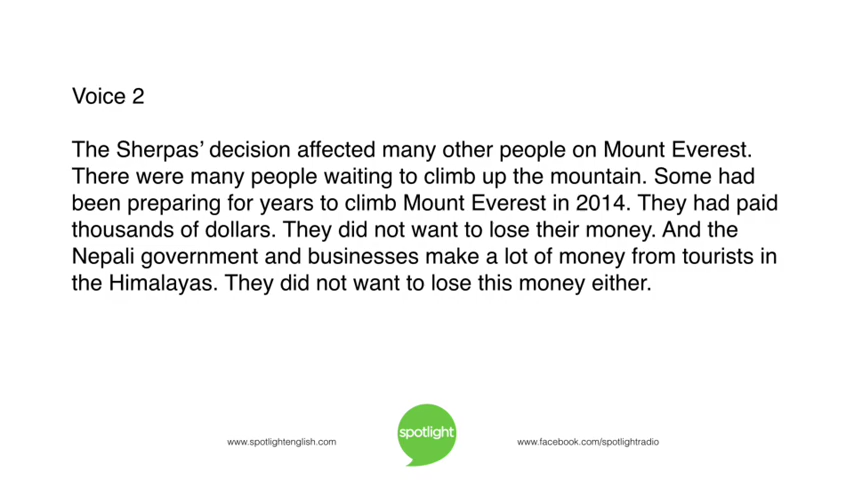 Voice 2
The Sherpas’ decision affected many other people on Mount Everest.
There were many people waiting to climb up the mountain. Some had
been preparing for years to climb Mount Everest in 2014. They had paid
thousands of dollars. They did not want to lose their money. And the
Nepali government and businesses make a lot of money from tourists in
the Himalayas. They did not want to lose this money either.
www.spotlightenglish.com
spotlight
www.facebook.com/spotlightradio